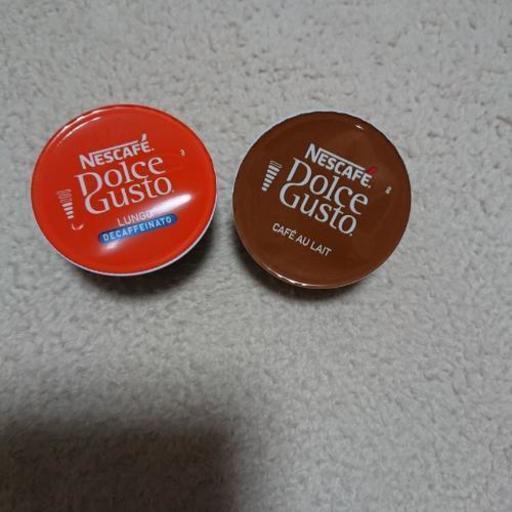 NESCAFÉ
Dolce
Gusto
LUNGO
DECAFFEINATO
NESCAFÉ
Dolce
Gusto
CAFÉ AU LAIT